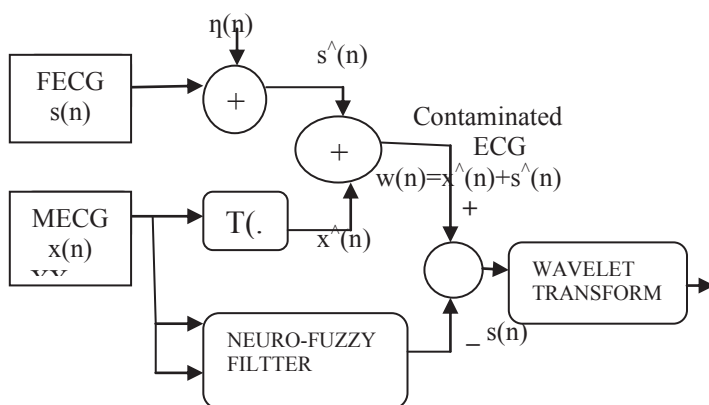 η(n)
FECG
s(n)
+
s^(n)
+
Contaminated
ECG
w(n)=x^(n)+s^(n)
+
MECG
x(n)
T(.
x^(n)
NEURO-FUZZY
FILTTER
_ s(n)
WAVELET
TRANSFORM